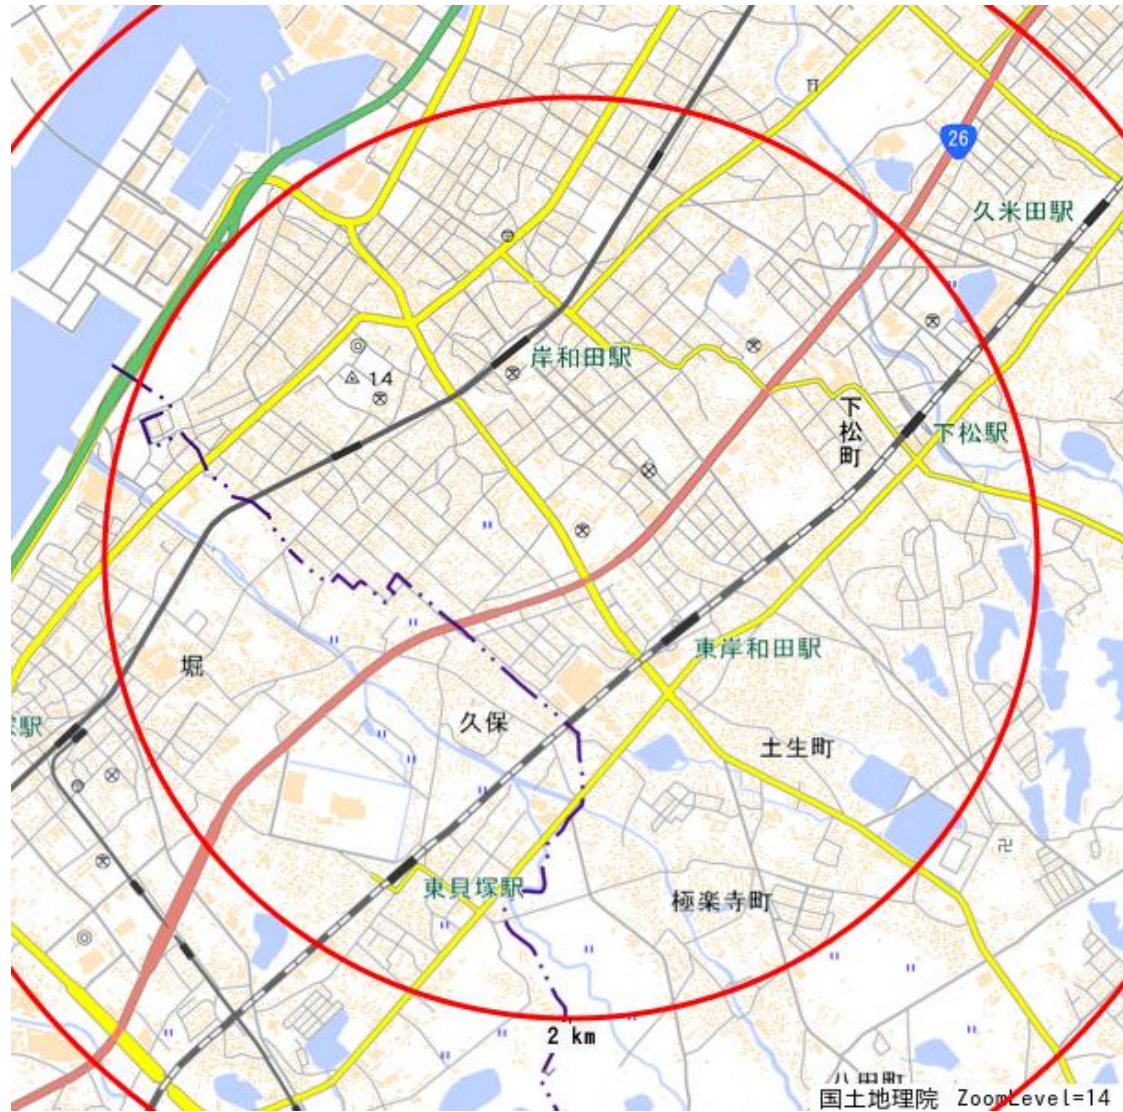 26
久米田駅
岸和田駅
14
下松町
下松駅
東岸和田駅
堀
駅
久保
土生町
東貝塚駅
極楽寺町
2 km
国土地理院 ZoomLevel=14